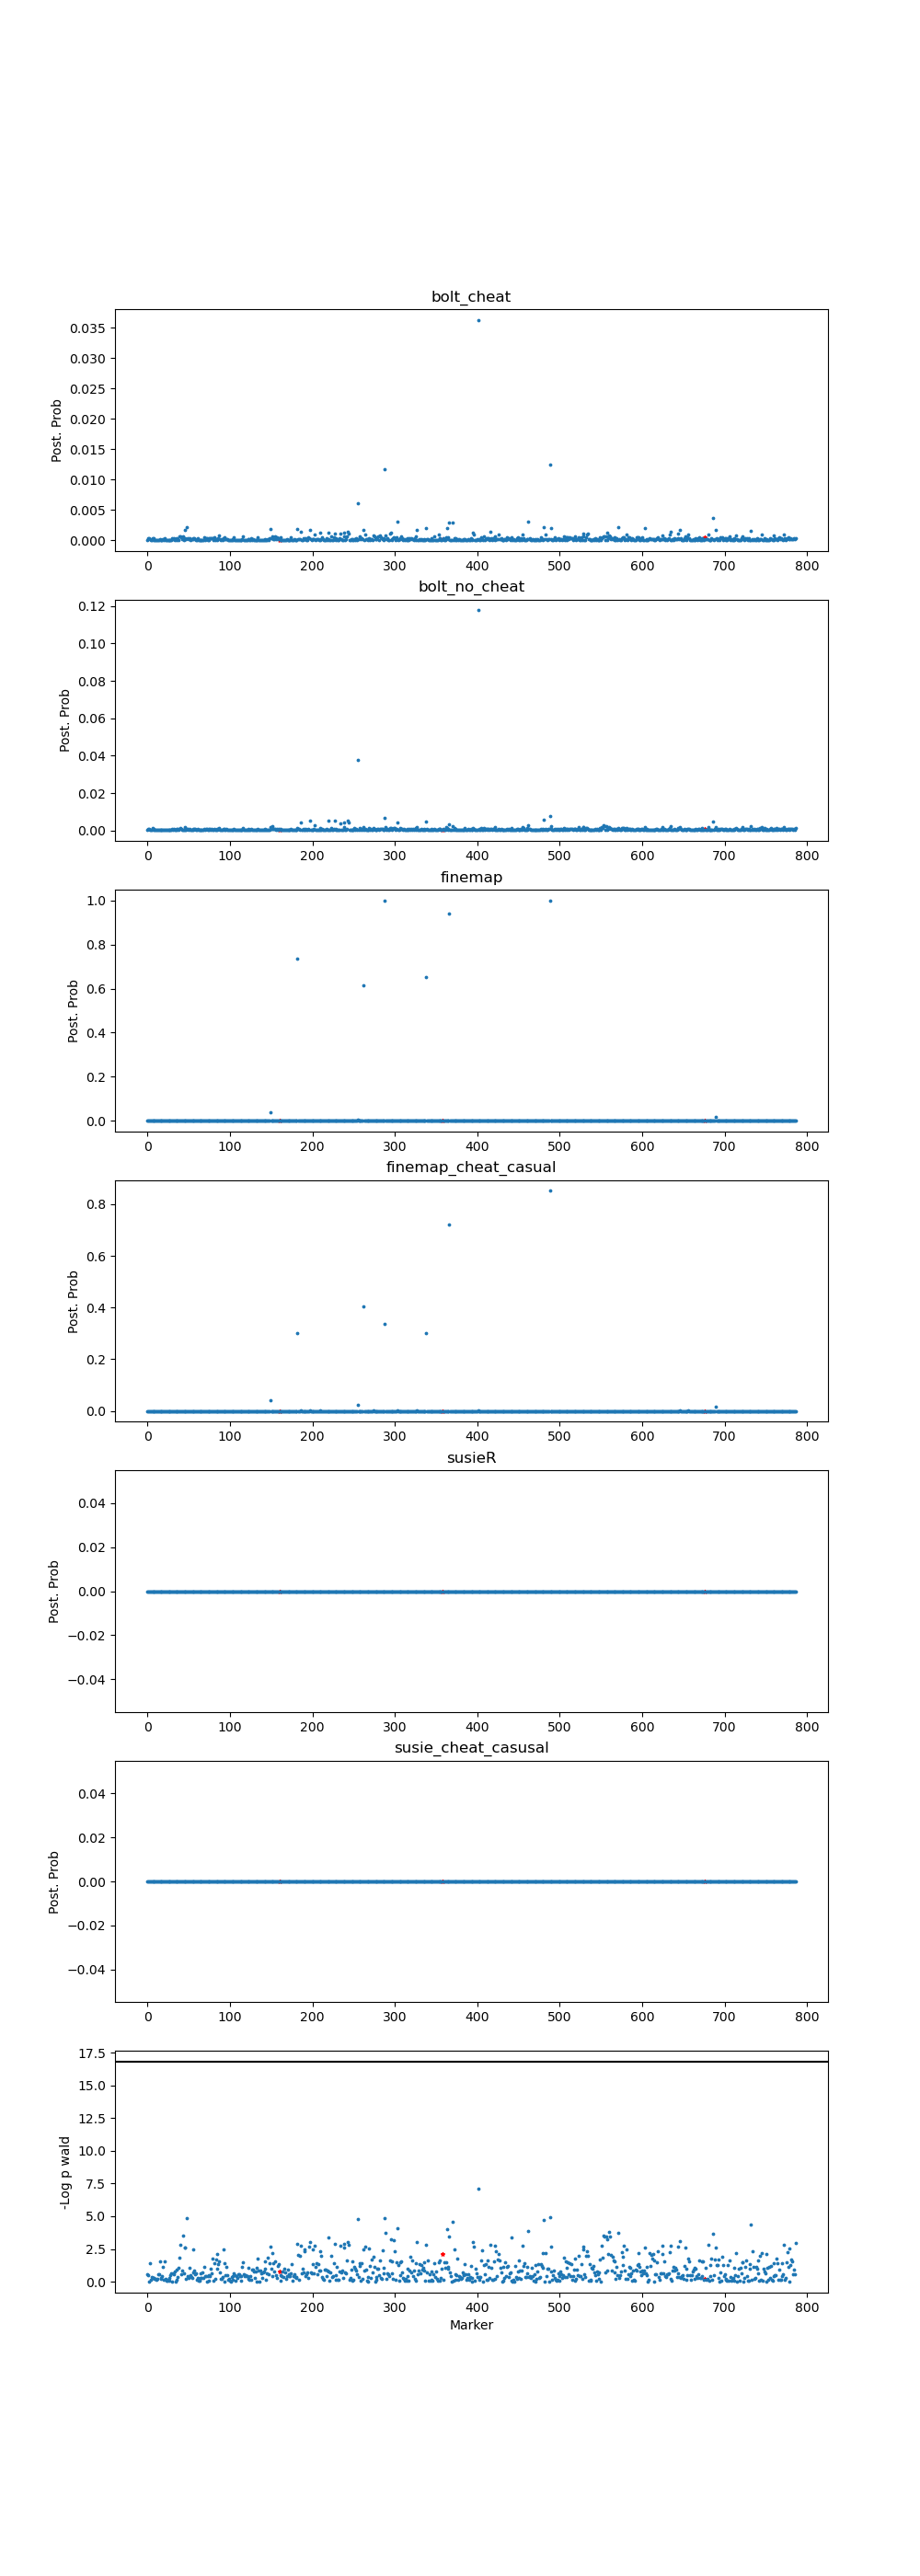 bolt_cheat
0.035
0.030
0.025
0.020
0.015
0.010
0.005
0.000
Post. Prob
0 100 200 300 400 500 600 700 800
bolt_no_cheat
0.12
0.10
0.08
0.06
0.04
0.02
0.00
Post. Prob
0 100 200 300 400 500 600 700 800
finemap
1.0
0.8
0.6
0.4
0.2
0.0
Post. Prob
0 100 200 300 400 500 600 700 800
finemap_cheat_casual
0.8
0.6
0.4
0.2
0.0
Post. Prob
0 100 200 300 400 500 600 700 800
susieR
0.04
0.02
0.00
−0.02
−0.04
Post. Prob
0 100 200 300 400 500 600 700 800
susie_cheat_casusal
0.04
0.02
0.00
−0.02
−0.04
Post. Prob
0 100 200 300 400 500 600 700 800
17.5
15.0
12.5
10.0
7.5
5.0
2.5
0.0
-Log p wald
0 100 200 300 400 500 600 700 800
Marker